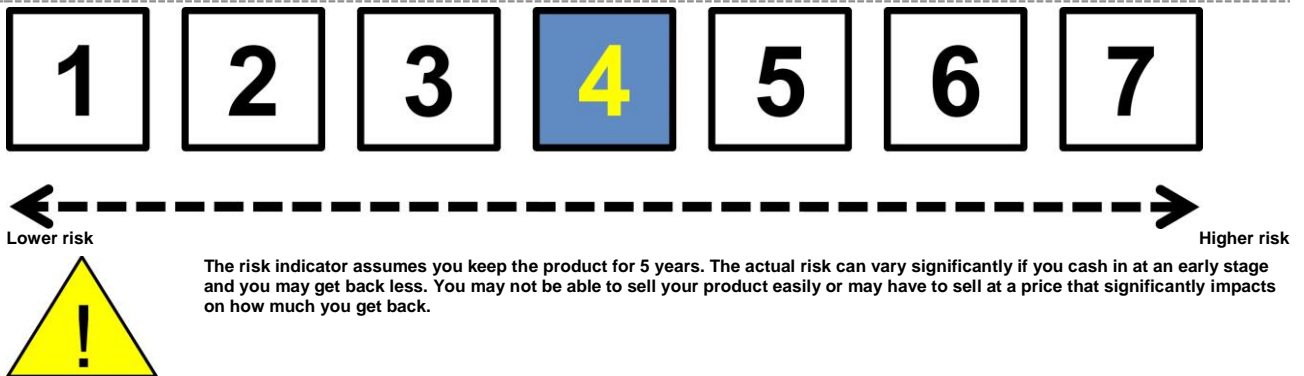 1 2 3 4 5 6 7
Lower risk Higher risk
The risk indicator assumes you keep the product for 5 years. The actual risk can vary significantly if you cash in at an early stage
and you may get back less. You may not be able to sell your product easily or may have to sell at a price that significantly impacts
on how much you get back.
!